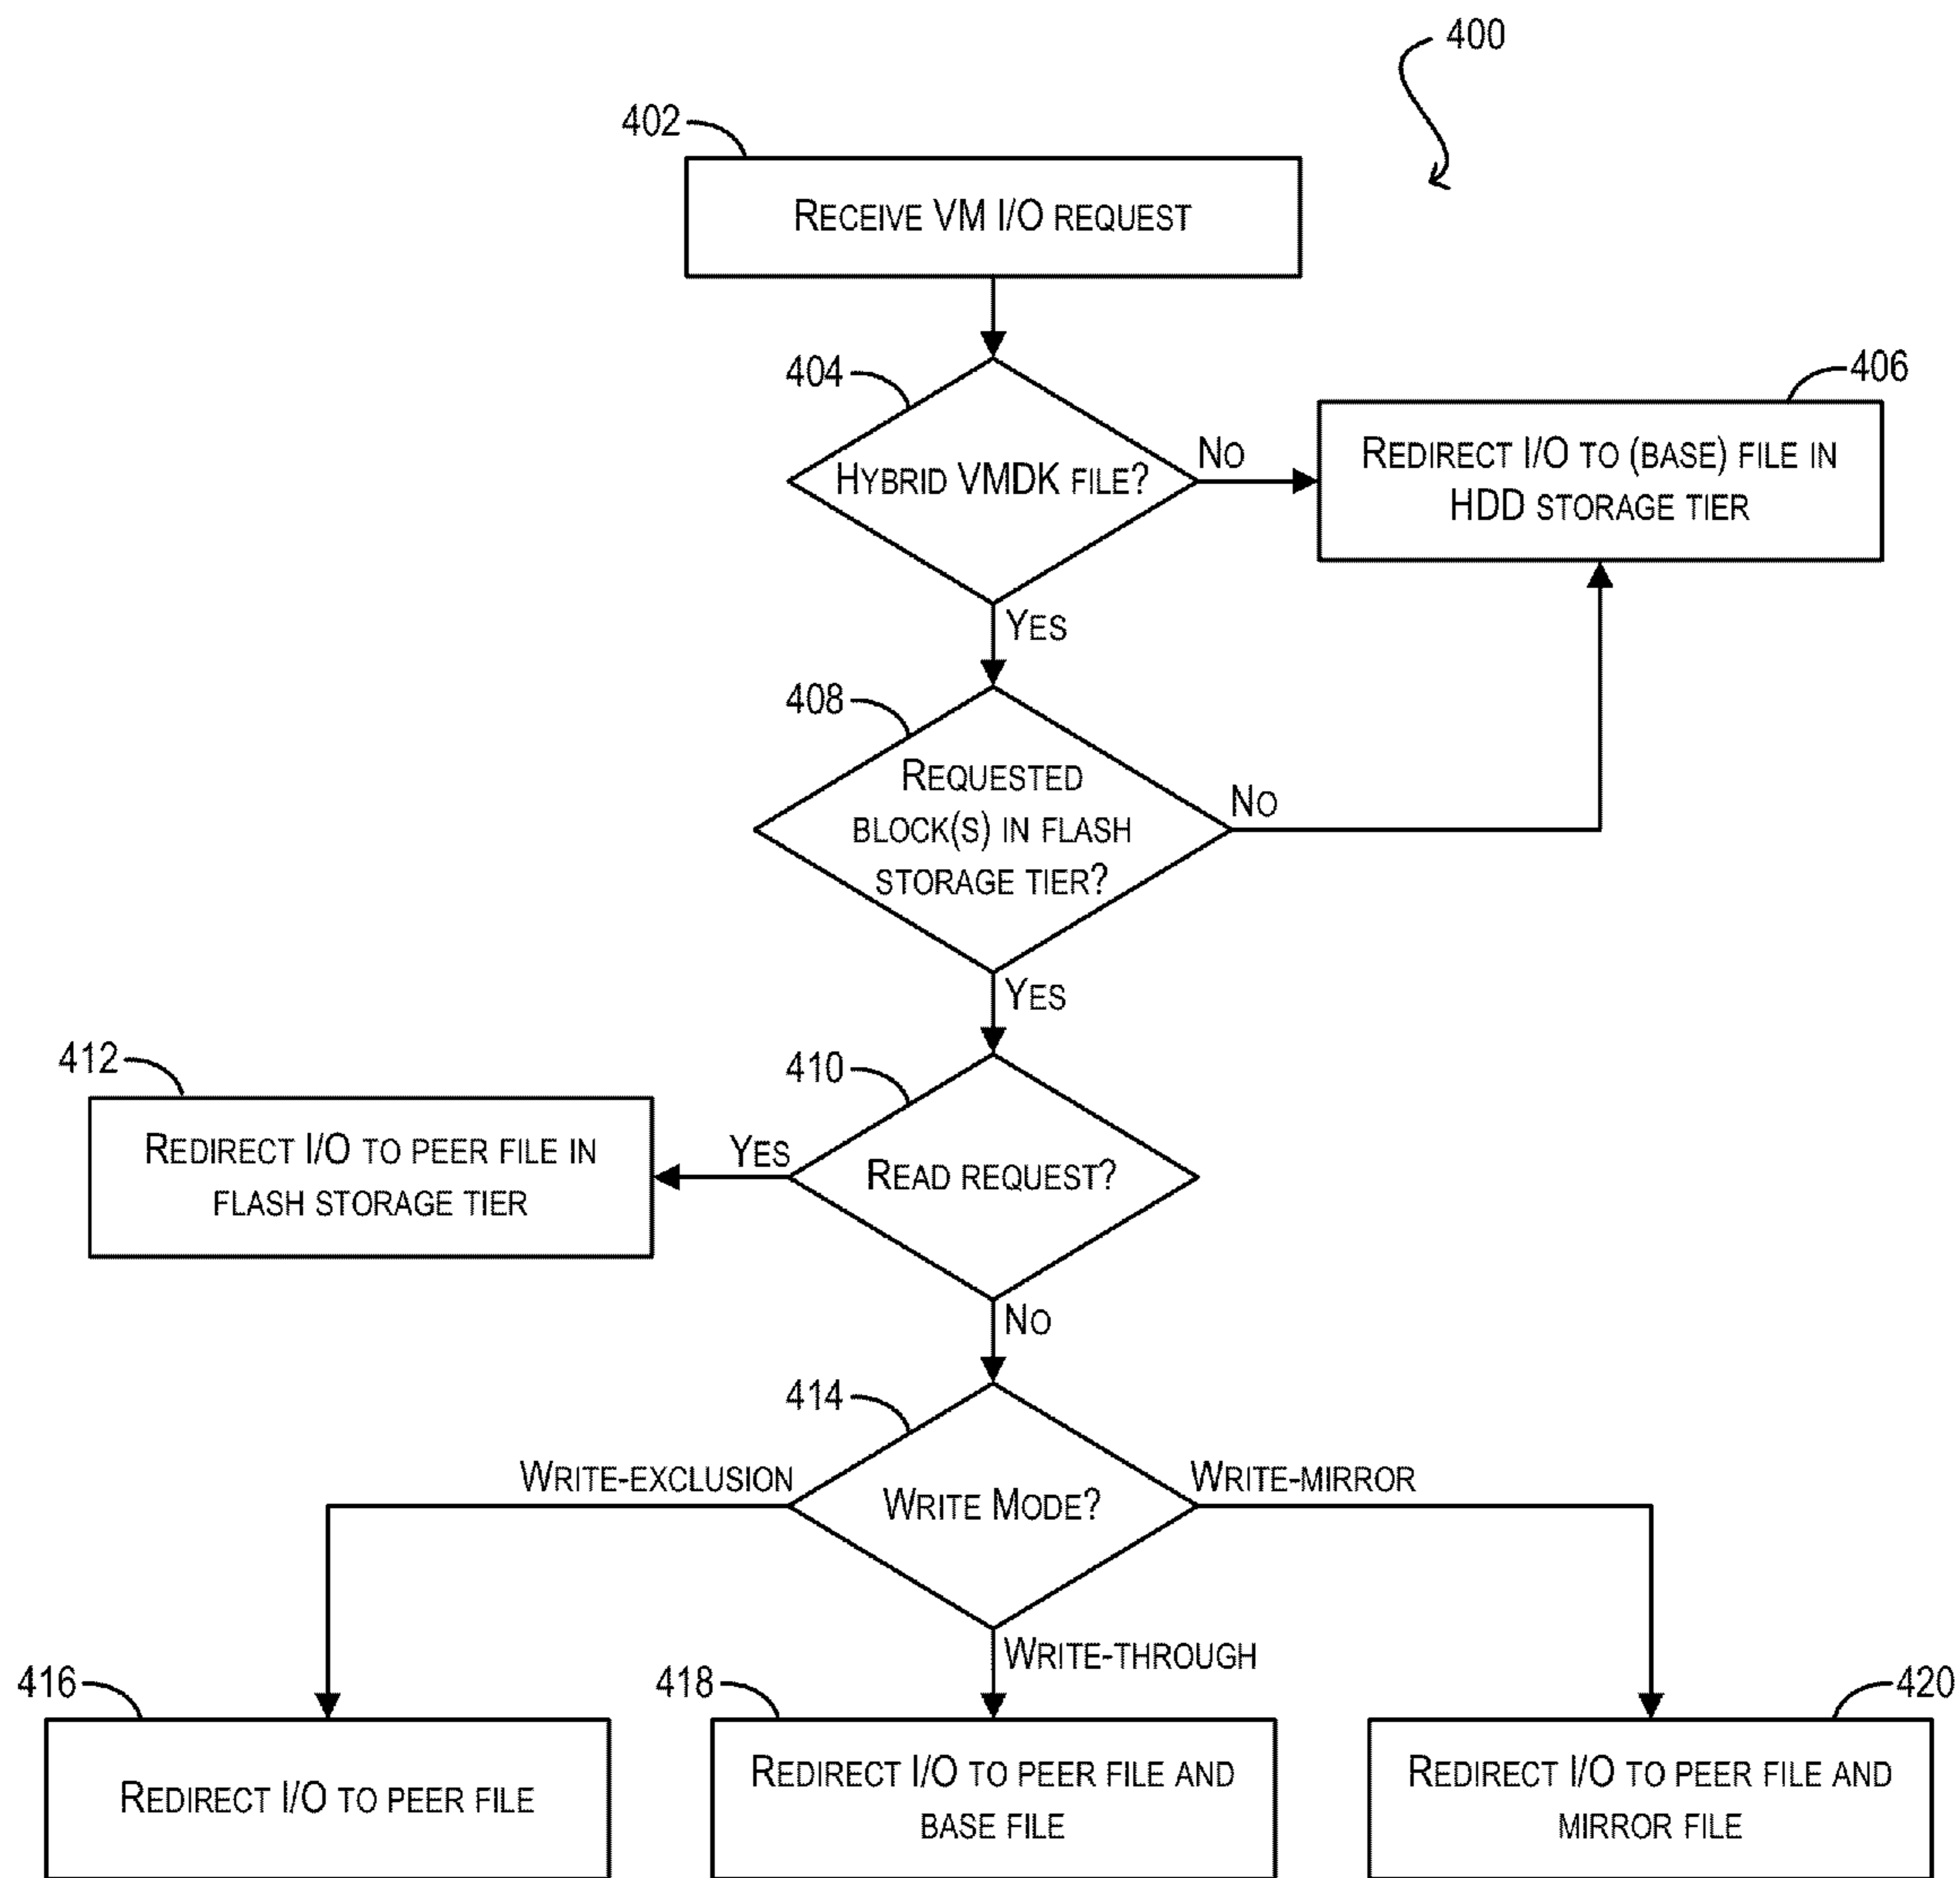 400
402
RECEIVE VM I/O REQUEST
404
HYBRID VMDK FILE?
NO
406
REDIRECT I/O TO (BASE) FILE IN
HDD STORAGE TIER
YES
408
REQUESTED
BLOCK(S) IN FLASH
STORAGE TIER?
NO
YES
410
READ REQUEST?
YES
412
REDIRECT I/O TO PEER FILE IN
FLASH STORAGE TIER
NO
414
WRITE MODE?
WRITE-EXCLUSION
WRITE-MIRROR
WRITE-THROUGH
416
REDIRECT I/O TO PEER FILE
418
REDIRECT I/O TO PEER FILE AND
BASE FILE
420
REDIRECT I/O TO PEER FILE AND
MIRROR FILE